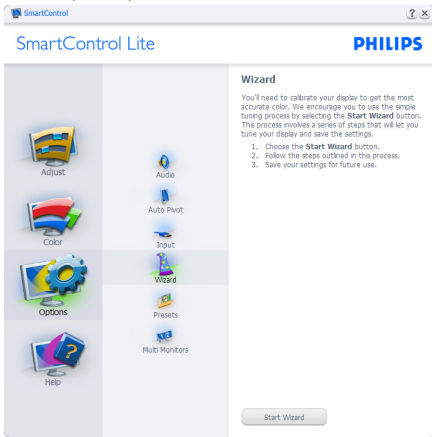 SmartControl
SmartControl Lite
PHILIPS
Adjust
Color
Options
Help
Audio
Auto Pivot
Input
Wizard
Presets
Multi Monitors
Wizard
You'll need to calibrate your display to get the most
accurate color. We encourage you to use the simple
tuning process by selecting the Start Wizard button.
This process involves a series of steps that will let you
tune your display and save the settings.
1. Choose the Start Wizard button.
2. Follow the steps outlined in this process.
3. Save your settings for future use.
Start Wizard